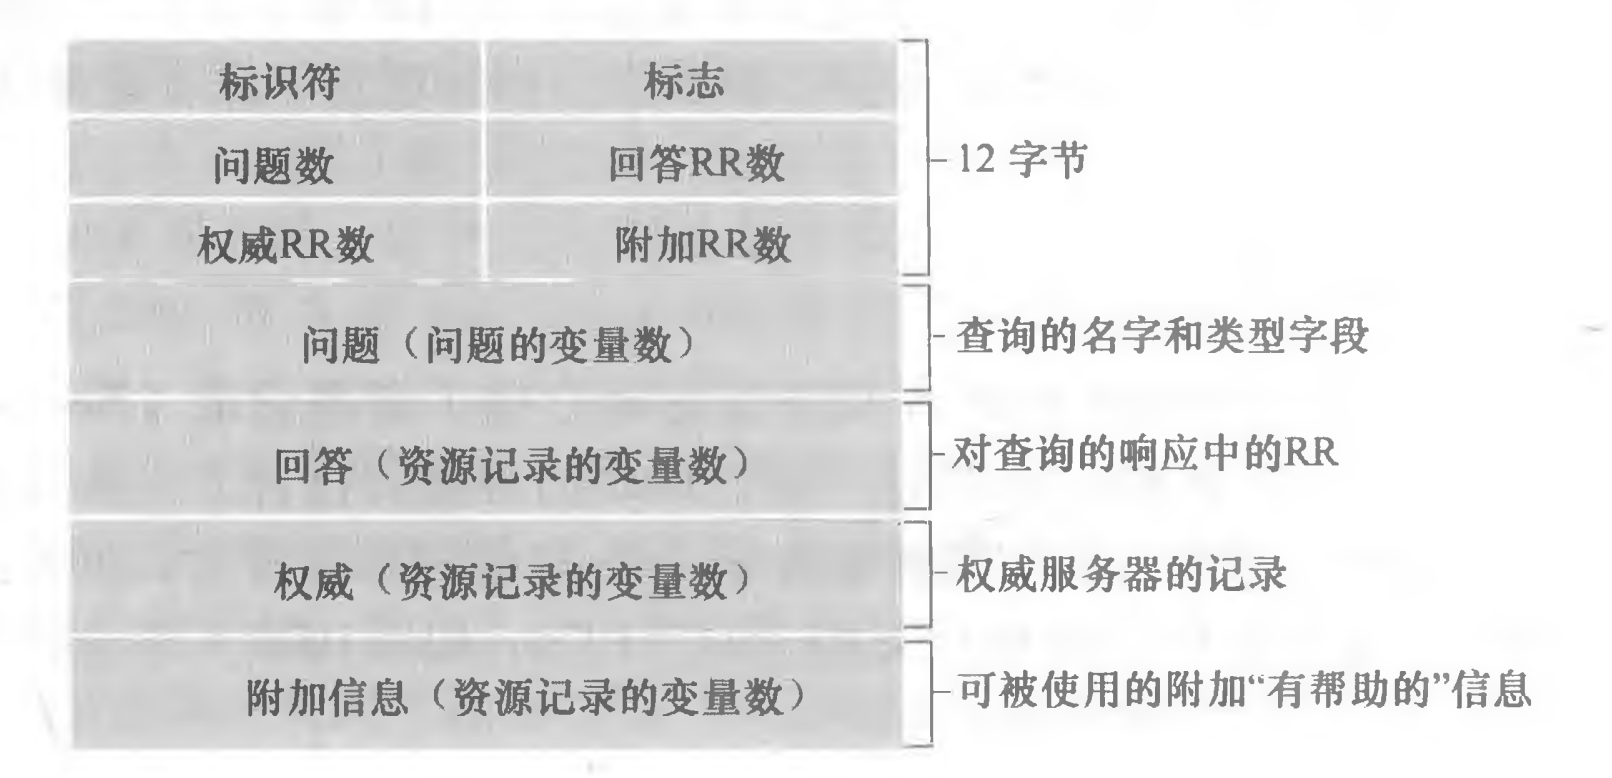 标识符 标志
问题数 回答RR数
12 字节
权威RR数 附加RR数
问题（问题的变量数）
查询的名字和类型字段
回答（资源记录的变量数）
对查询的响应中的RR
权威（资源记录的变量数）
权威服务器的记录
附加信息（资源记录的变量数）
可被使用的附加“有帮助的”信息